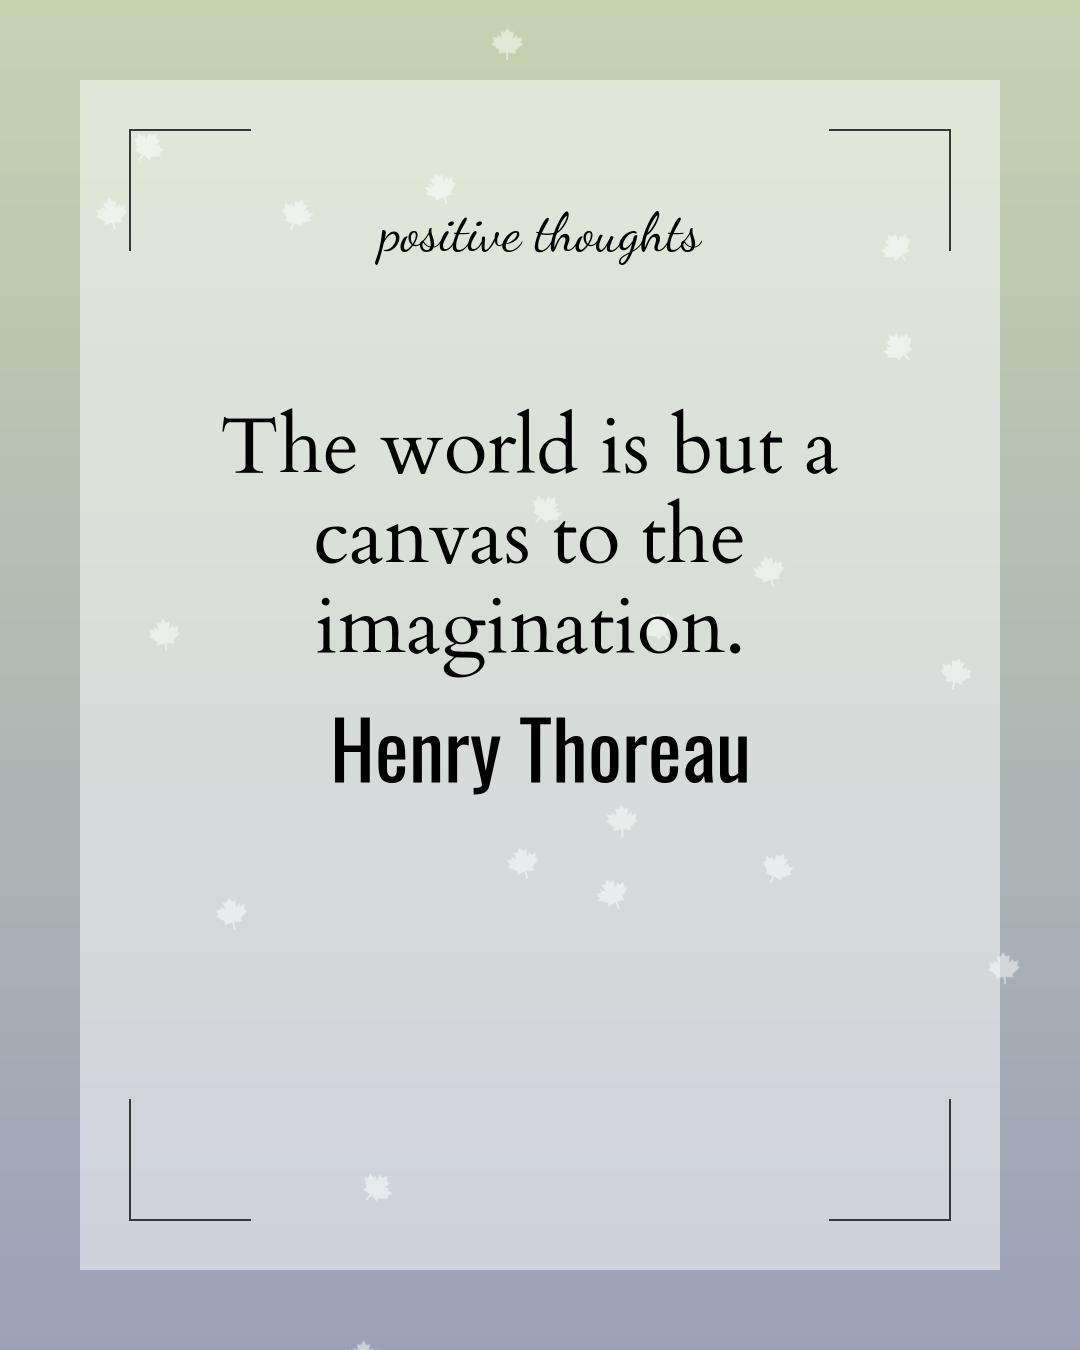 positive thoughts
The world is but a
canvas to the
imagination.
Henry Thoreau